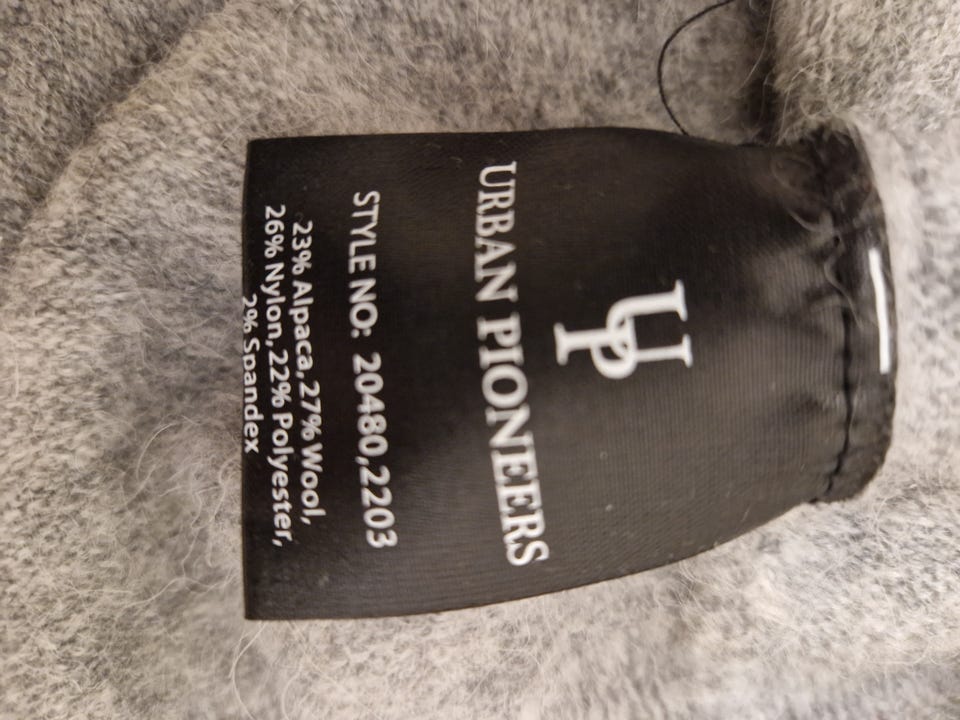 UP
URBAN PIONEERS
STYLE NO: 20480,2203
23% Alpaca,27% Wool,
26% Nylon,22% Polyester,
2% Spandex